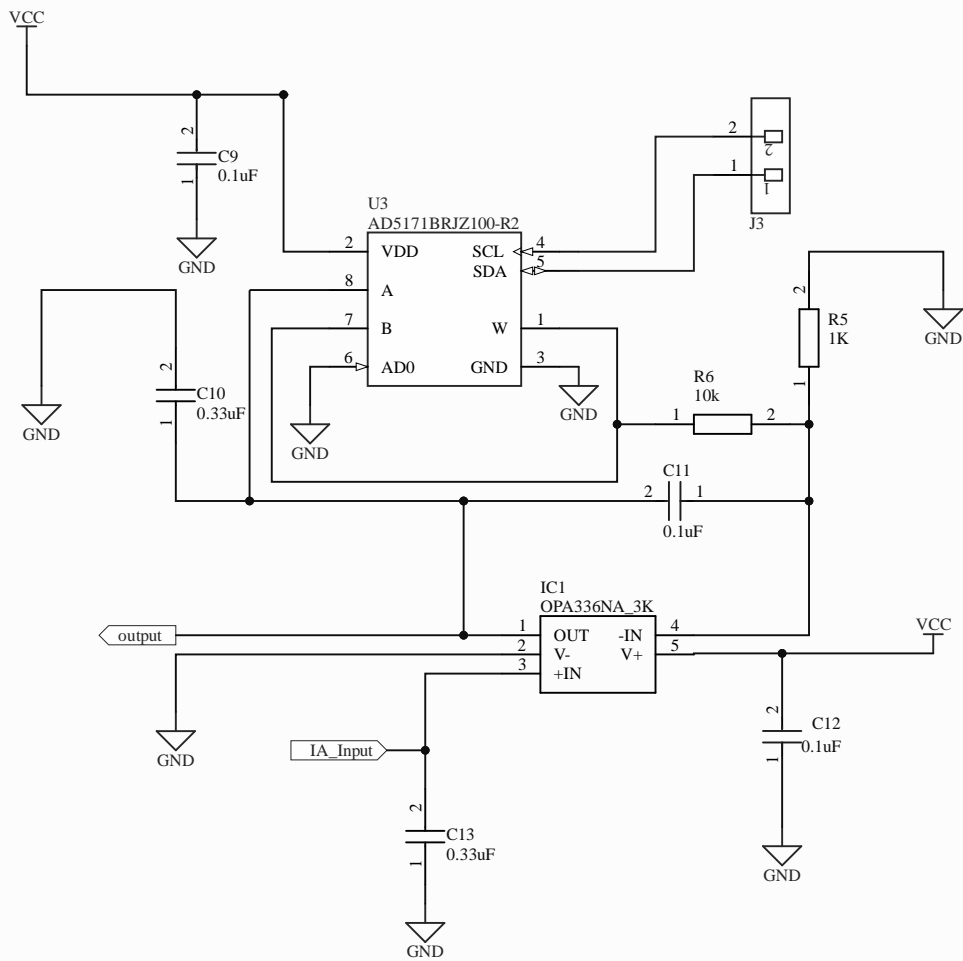 VCC
2
C9
0.1uF
1
GND
2
2
1
1
J3
U3
AD5171BRJZ100-R2
2
VDD
SCL
4
SDA
5
8
A
7
B
W
1
6
AD0
GND
3
GND
GND
2
R5
1K
1
GND
2
C10
0.33uF
1
GND
R6
10k
1
2
C11
2
1
0.1uF
IC1
OPA336NA_3K
output
1
OUT
-IN
4
2
V-
V+
5
3
+IN
VCC
GND
IA_Input
2
C12
0.1uF
1
GND
2
C13
0.33uF
1
GND